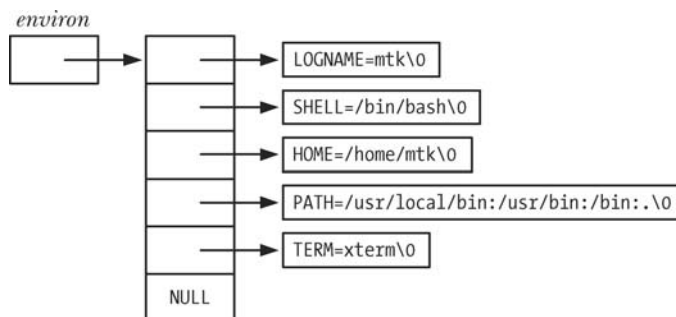 environ
LOGNAME=mtk\0
SHELL=/bin/bash\0
HOME=/home/mtk\0
PATH=/usr/local/bin:/usr/bin:/bin:.\0
TERM=xterm\0
NULL